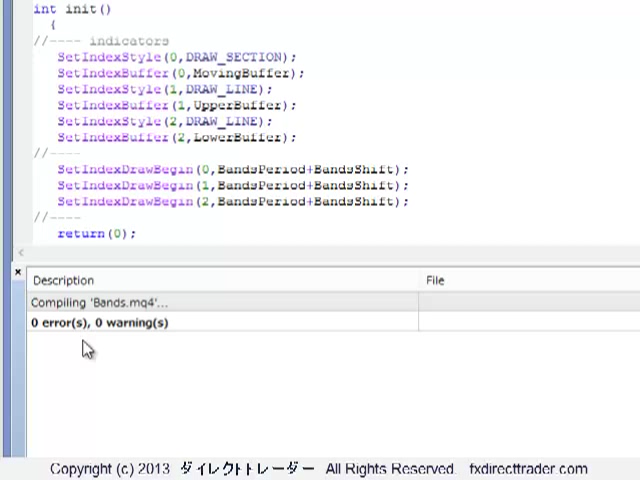 int init()
{
//---- indicators
SetIndexStyle(0,DRAW_SECTION);
SetIndexBuffer(0,MovingBuffer);
SetIndexStyle(1,DRAW_LINE);
SetIndexBuffer(1,UpperBuffer);
SetIndexStyle(2,DRAW_LINE);
SetIndexBuffer(2,LowerBuffer);
//----
SetIndexDrawBegin(0,BandsPeriod+BandsShift);
SetIndexDrawBegin(1,BandsPeriod+BandsShift);
SetIndexDrawBegin(2,BandsPeriod+BandsShift);
//----
return(0);
Description File
Compiling 'Bands.mq4'...
0 error(s), 0 warning(s)
Copyright (c) 2013 ダイレクトトレーダー All Rights Reserved. fxdirecttrader.com